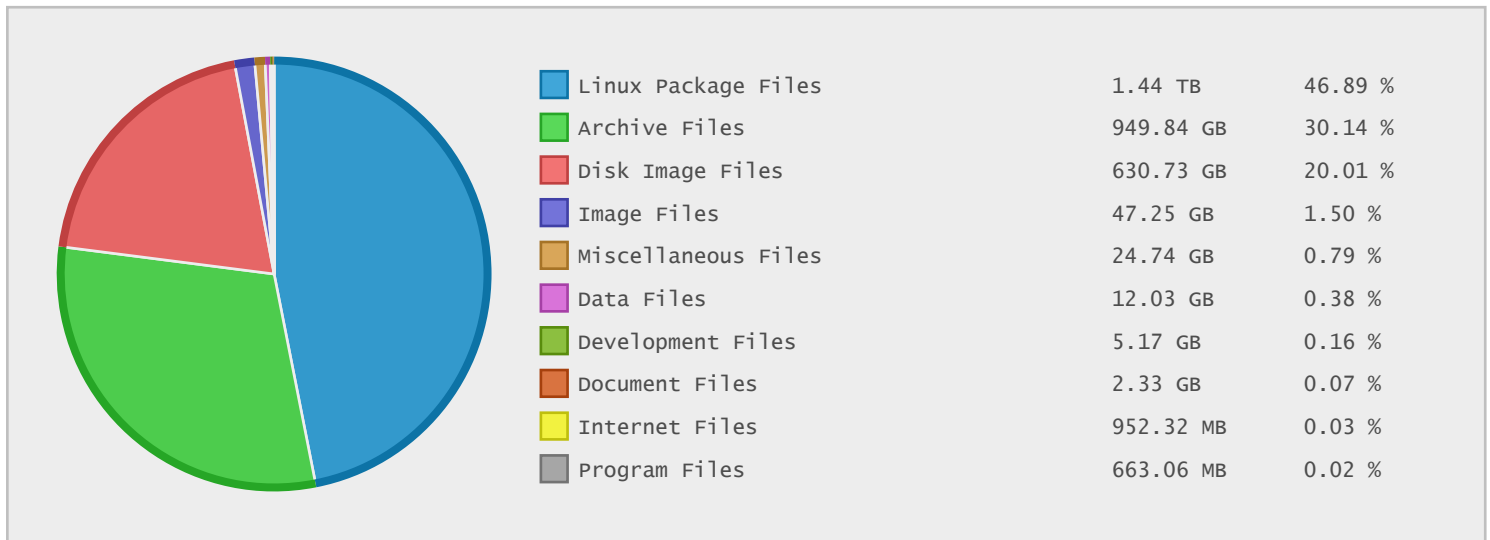 Linux Package Files 1.44 TB 46.89 %
Archive Files 949.84 GB 30.14 %
Disk Image Files 630.73 GB 20.01 %
Image Files 47.25 GB 1.50 %
Miscellaneous Files 24.74 GB 0.79 %
Data Files 12.03 GB 0.38 %
Development Files 5.17 GB 0.16 %
Document Files 2.33 GB 0.07 %
Internet Files 952.32 MB 0.03 %
Program Files 663.06 MB 0.02 %